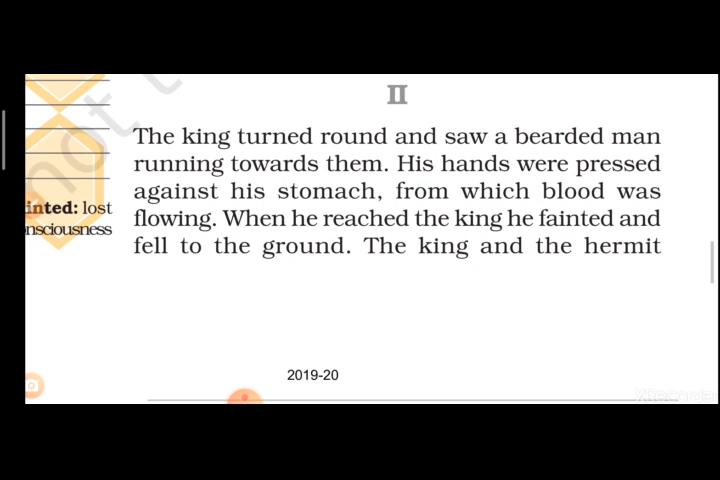 II
The king turned round and saw a bearded man
running towards them. His hands were pressed
against his stomach, from which blood was
flowing. When he reached the king he fainted and
fell to the ground. The king and the hermit
inted: lost
nsciousness
not t
2019-20